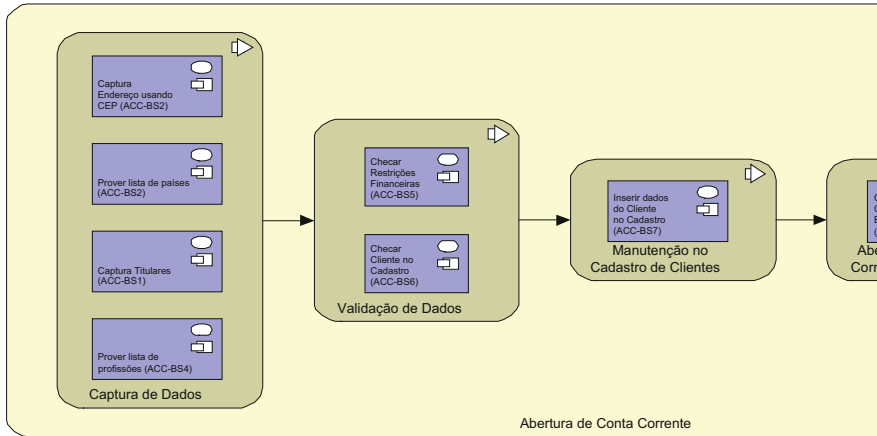 Captura
Endereço usando
CEP (ACC-BS2)
Prover lista de países
(ACC-BS2)
Captura Titulares
(ACC-BS1)
Prover lista de
profissões (ACC-BS4)
Captura de Dados
Checar
Restrições
Financeiras
(ACC-BS5)
Checar
Cliente no
Cadastro
(ACC-BS6)
Validação de Dados
Inserir dados
do Cliente
no Cadastro
(ACC-BS7)
Manutenção no
Cadastro de Clientes
Abe
Corr
Abertura de Conta Corrente